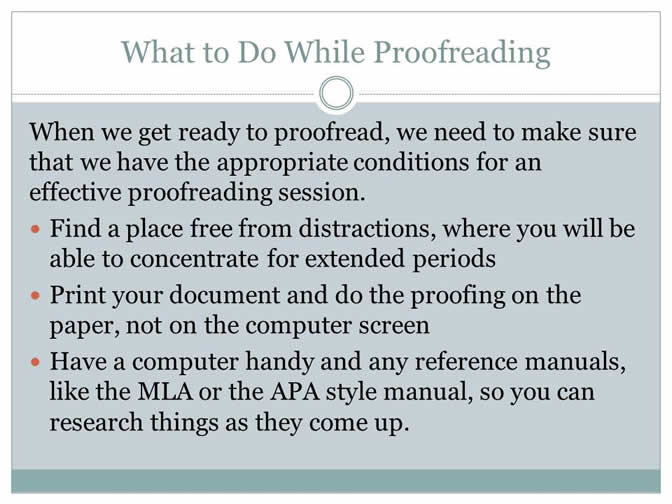 What to Do While Proofreading
When we get ready to proofread, we need to make sure
that we have the appropriate conditions for an
effective proofreading session.
• Find a place free from distractions, where you will be
able to concentrate for extended periods
• Print your document and do the proofing on the
paper, not on the computer screen
• Have a computer handy and any reference manuals,
like the MLA or the APA style manual, so you can
research things as they come up.